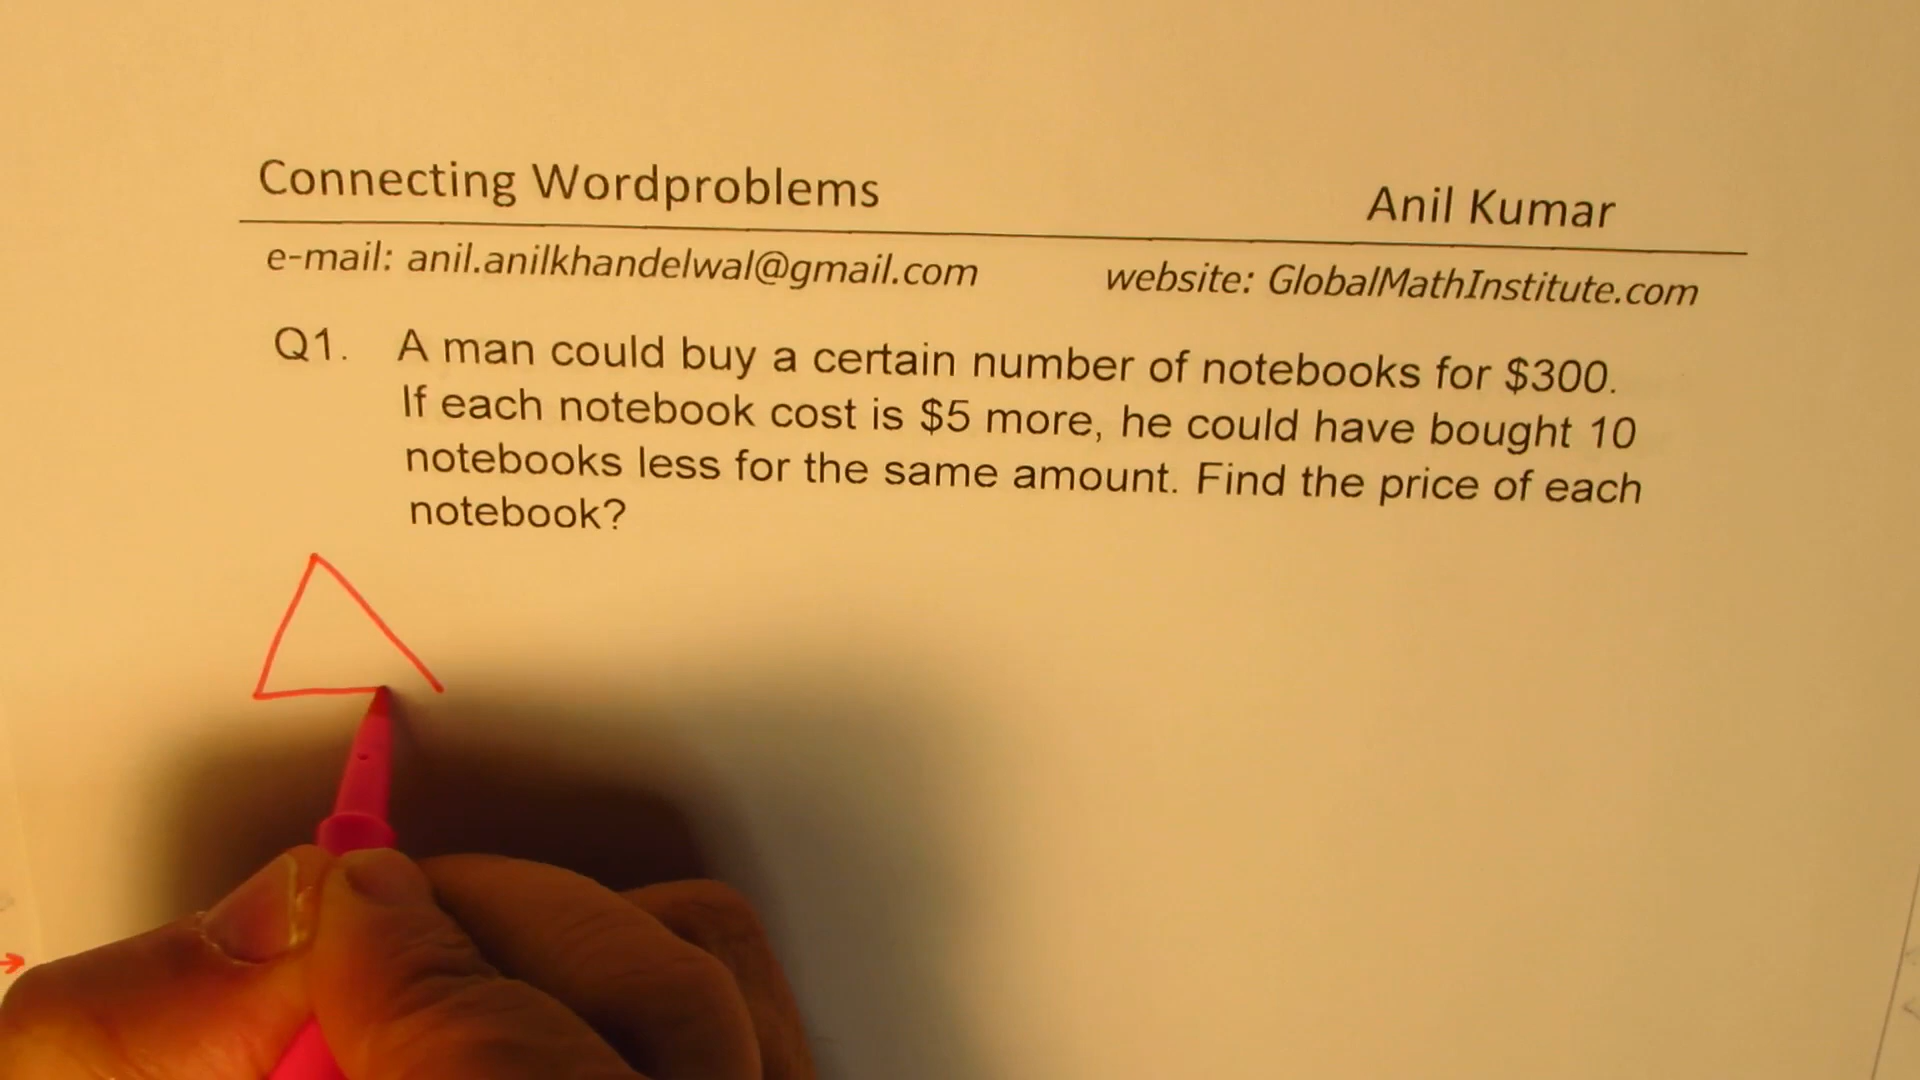 Connecting Wordproblems
Anil Kumar
e-mail: anil.anilkhandelwal@gmail.com
website: GlobalMathInstitute.com
Q1. A man could buy a certain number of notebooks for $300.
If each notebook cost is $5 more, he could have bought 10
notebooks less for the same amount. Find the price of each
notebook?